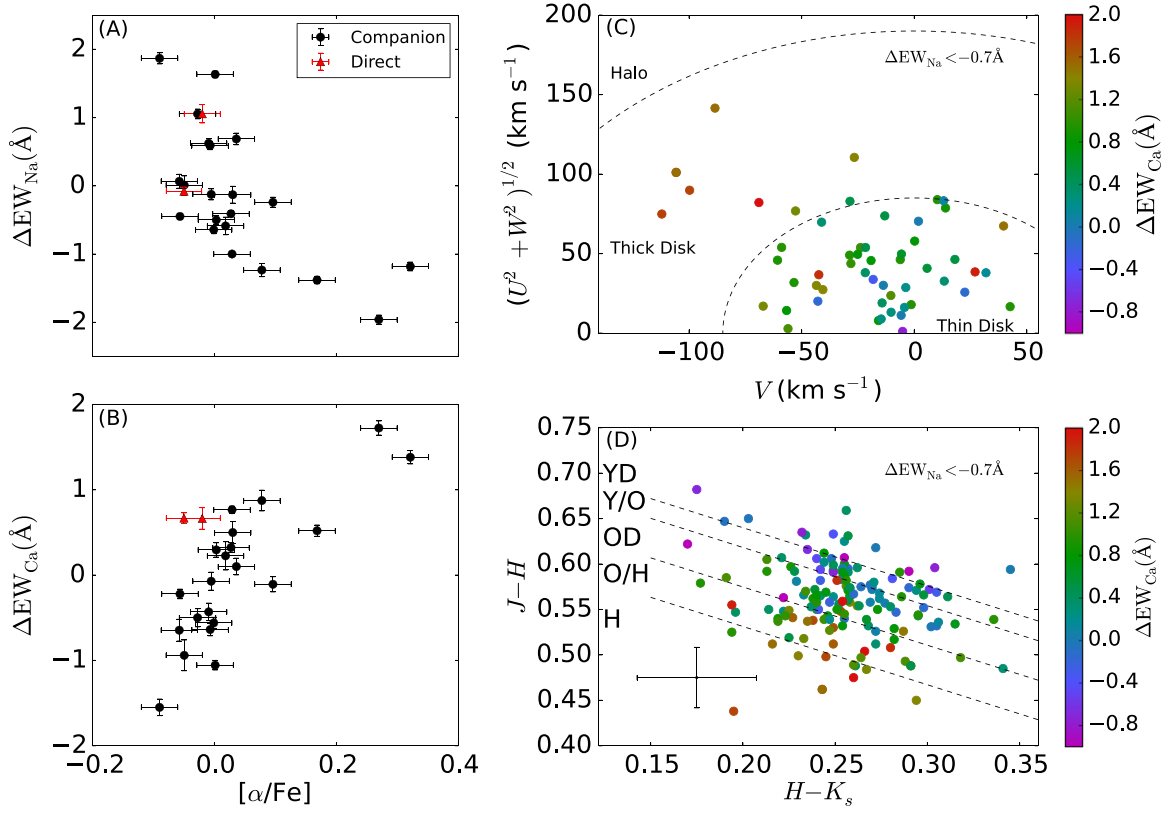 (A)
Companion
Direct
2
1
0
−1
−2
ΔEW_Na(Å)
(B)
2
1
0
−1
−2
ΔEW_Ca(Å)
−0.2
0.0
0.2
0.4
[α/Fe]
(C)
ΔEW_Na < −0.7Å
Halo
Thick Disk
Thin Disk
200
150
100
50
0
(U² + W²)^1/2 (km s⁻¹)
−100
−50
0
50
V (km s⁻¹)
2.0
1.6
1.2
0.8
0.4
0.0
−0.4
−0.8
ΔEW_Ca(Å)
(D)
ΔEW_Na < −0.7Å
YD
Y/O
OD
O/H
H
0.75
0.70
0.65
0.60
0.55
0.50
0.45
0.40
J−H
0.15
0.20
0.25
0.30
0.35
H−K_s
2.0
1.6
1.2
0.8
0.4
0.0
−0.4
−0.8
ΔEW_Ca(Å)